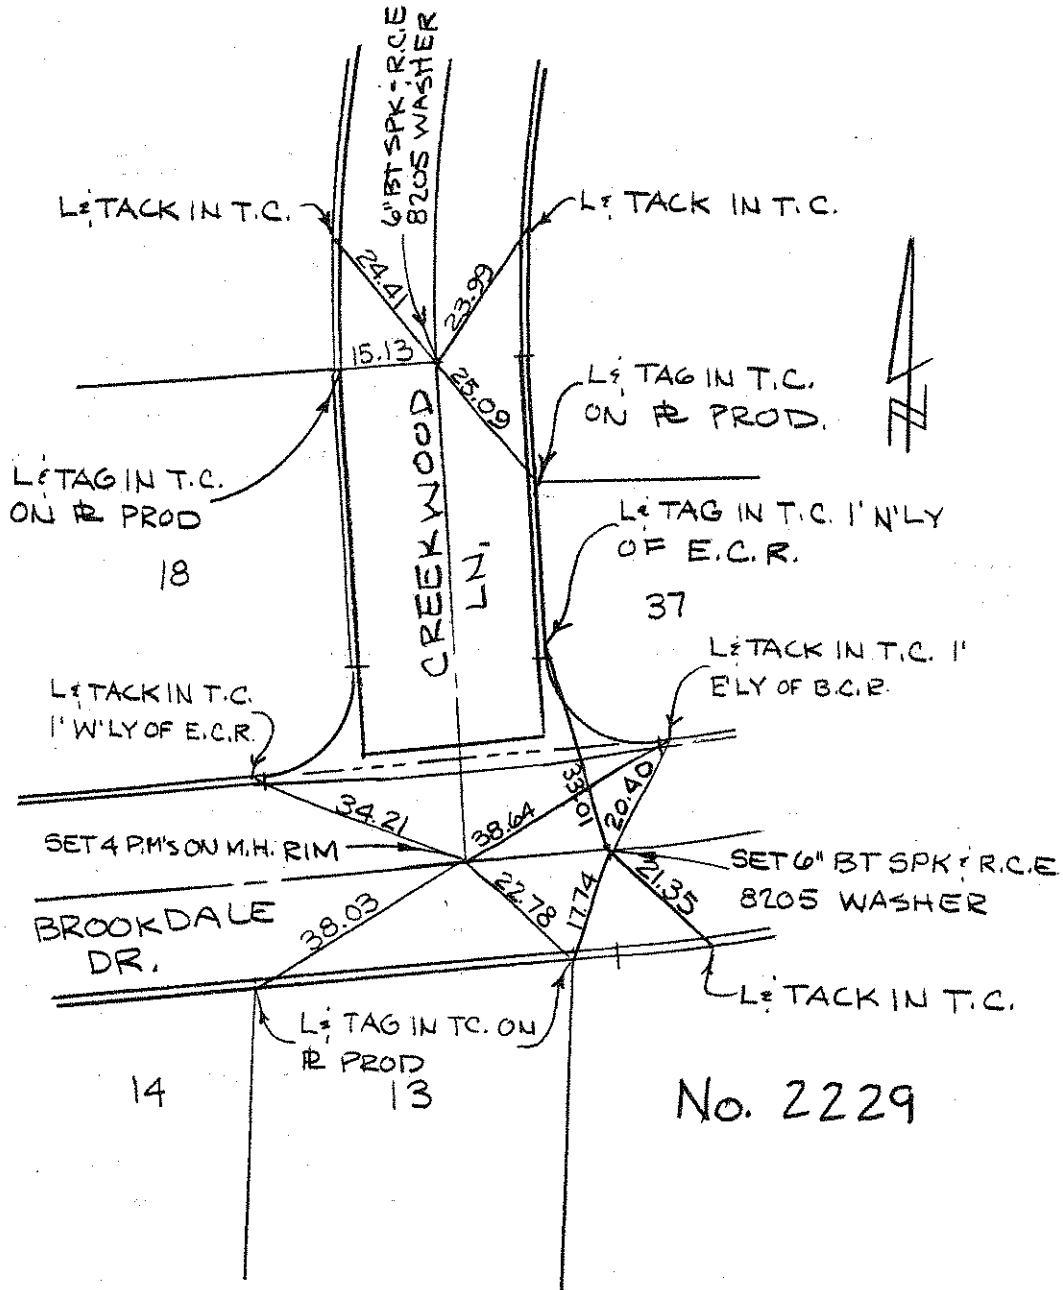 6" BT SPK & R.C.E
8205 WASHER
L& TACK IN T.C.
L& TACK IN T.C.
24.41
23.99
15.13
25.09
L& TAG IN T.C.
ON PL PROD.
L& TAG IN T.C.
ON PL PROD
CREEKWOOD
LN.
L& TAG IN T.C. 1' N'LY
OF E.C.R.
18
37
L& TACK IN T.C. 1'
E'LY OF B.C.R.
L& TACK IN T.C.
1' W'LY OF E.C.R.
34.21
38.64
33.01
20.40
SET 4 P.M's ON M.H. RIM
SET 6" BT SPK & R.C.E
8205 WASHER
BROOKDALE
DR.
38.03
22.78
17.74
21.35
L& TACK IN T.C.
L& TAG IN TC. ON
PL PROD
14
13
No. 2229